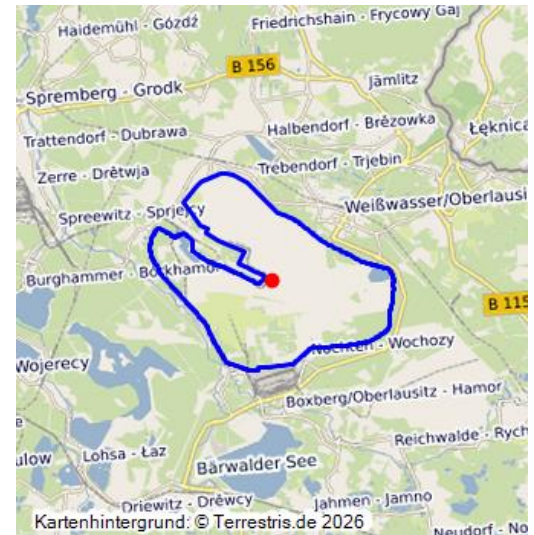 Haidemühl - Gózdź
Friedrichshain - Frycowy Gaj
B 156
Jämlitz
Spremberg - Grodk
Halbendorf - Brězowka
Łęknica
Trattendorf - Dubrawa
Trebendorf - Trjebin
Zerre - Drětwja
Weißwasser/Oberlausi
Spreewitz - Sprjejcy
Burghammer - Bórkhamor
B 115
Nochten - Wochozy
Wojerecy
Boxberg/Oberlausitz - Hamor
Reichwalde - Rych
Lohsa - Łaz
ulow
Bärwalder See
Driewitz - Drěwcy
Jahmen - Jamno
Kartenhintergrund: © Terrestris.de 2026
Neudorf - No